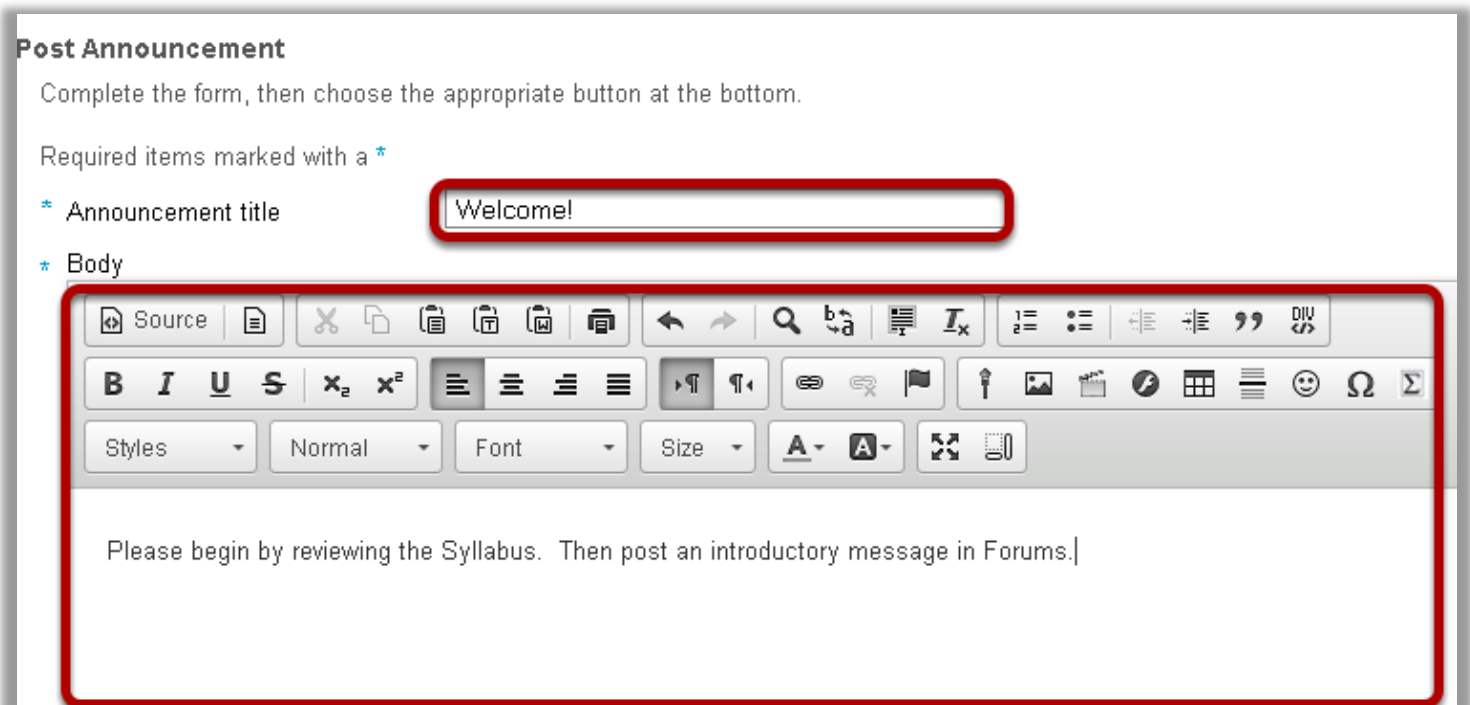 Post Announcement
Complete the form, then choose the appropriate button at the bottom.
Required items marked with a *
* Announcement title Welcome!
* Body
Source
B I U S x₂ x² Ω Σ
Styles Normal Font Size A A
Please begin by reviewing the Syllabus.  Then post an introductory message in Forums.